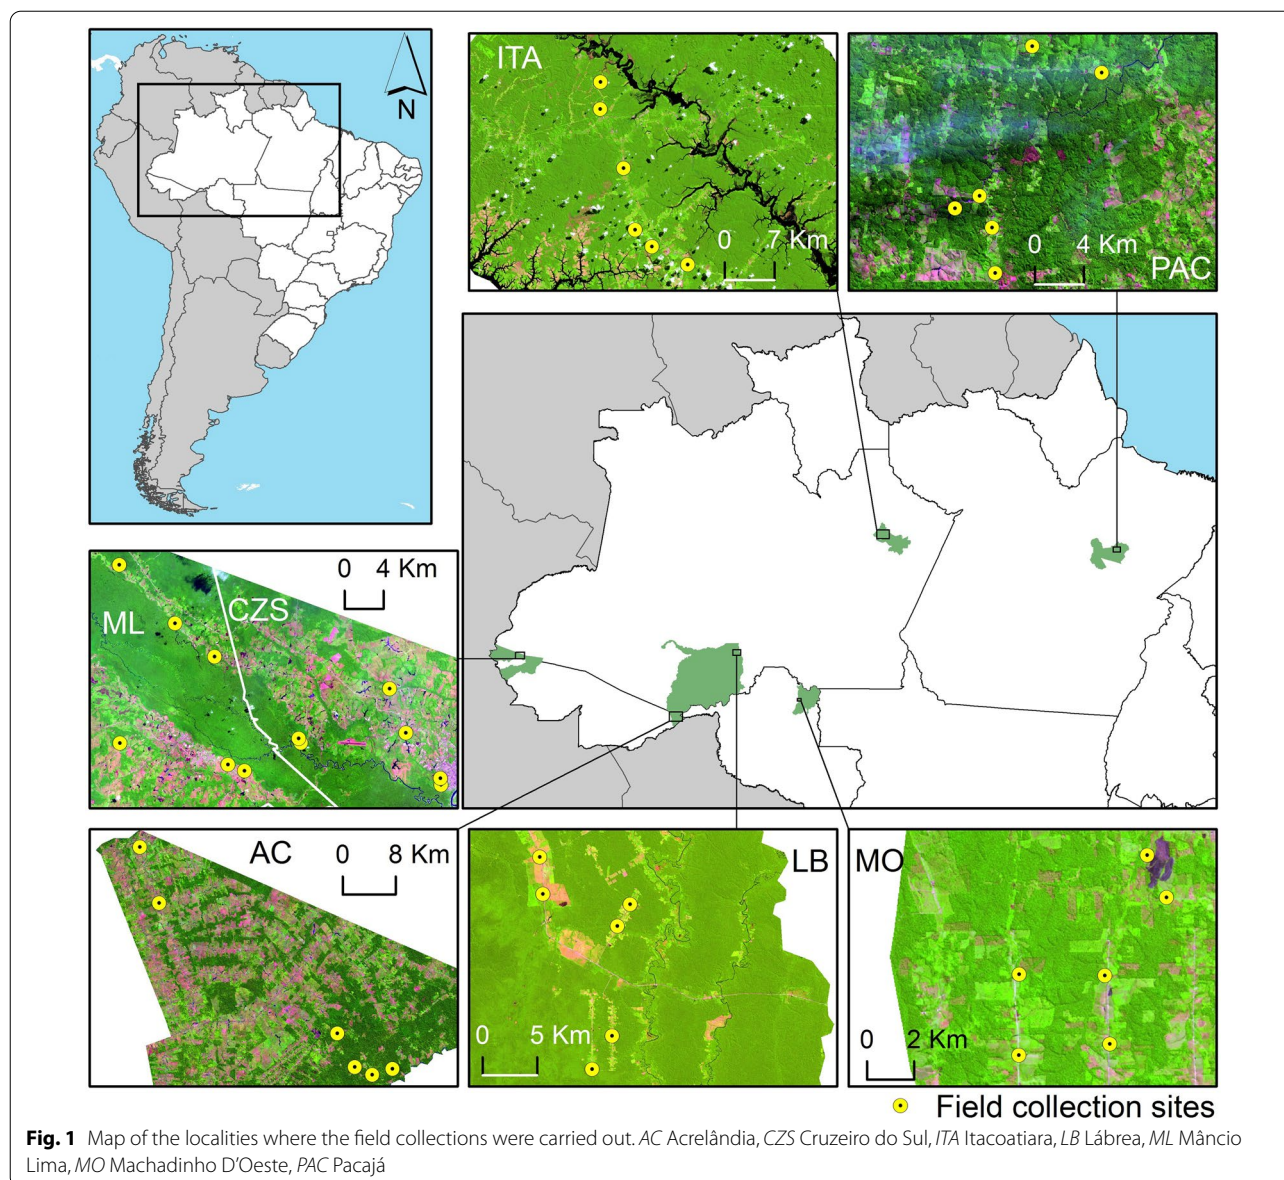 N
ITA
0 7 Km
0 4 Km
PAC
0 4 Km
ML
CZS
AC
0 8 Km
LB
0 5 Km
MO
0 2 Km
Field collection sites
Fig. 1 Map of the localities where the field collections were carried out. AC Acrelândia, CZS Cruzeiro do Sul, ITA Itacoatiara, LB Lábrea, ML Mâncio
Lima, MO Machadinho D’Oeste, PAC Pacajá